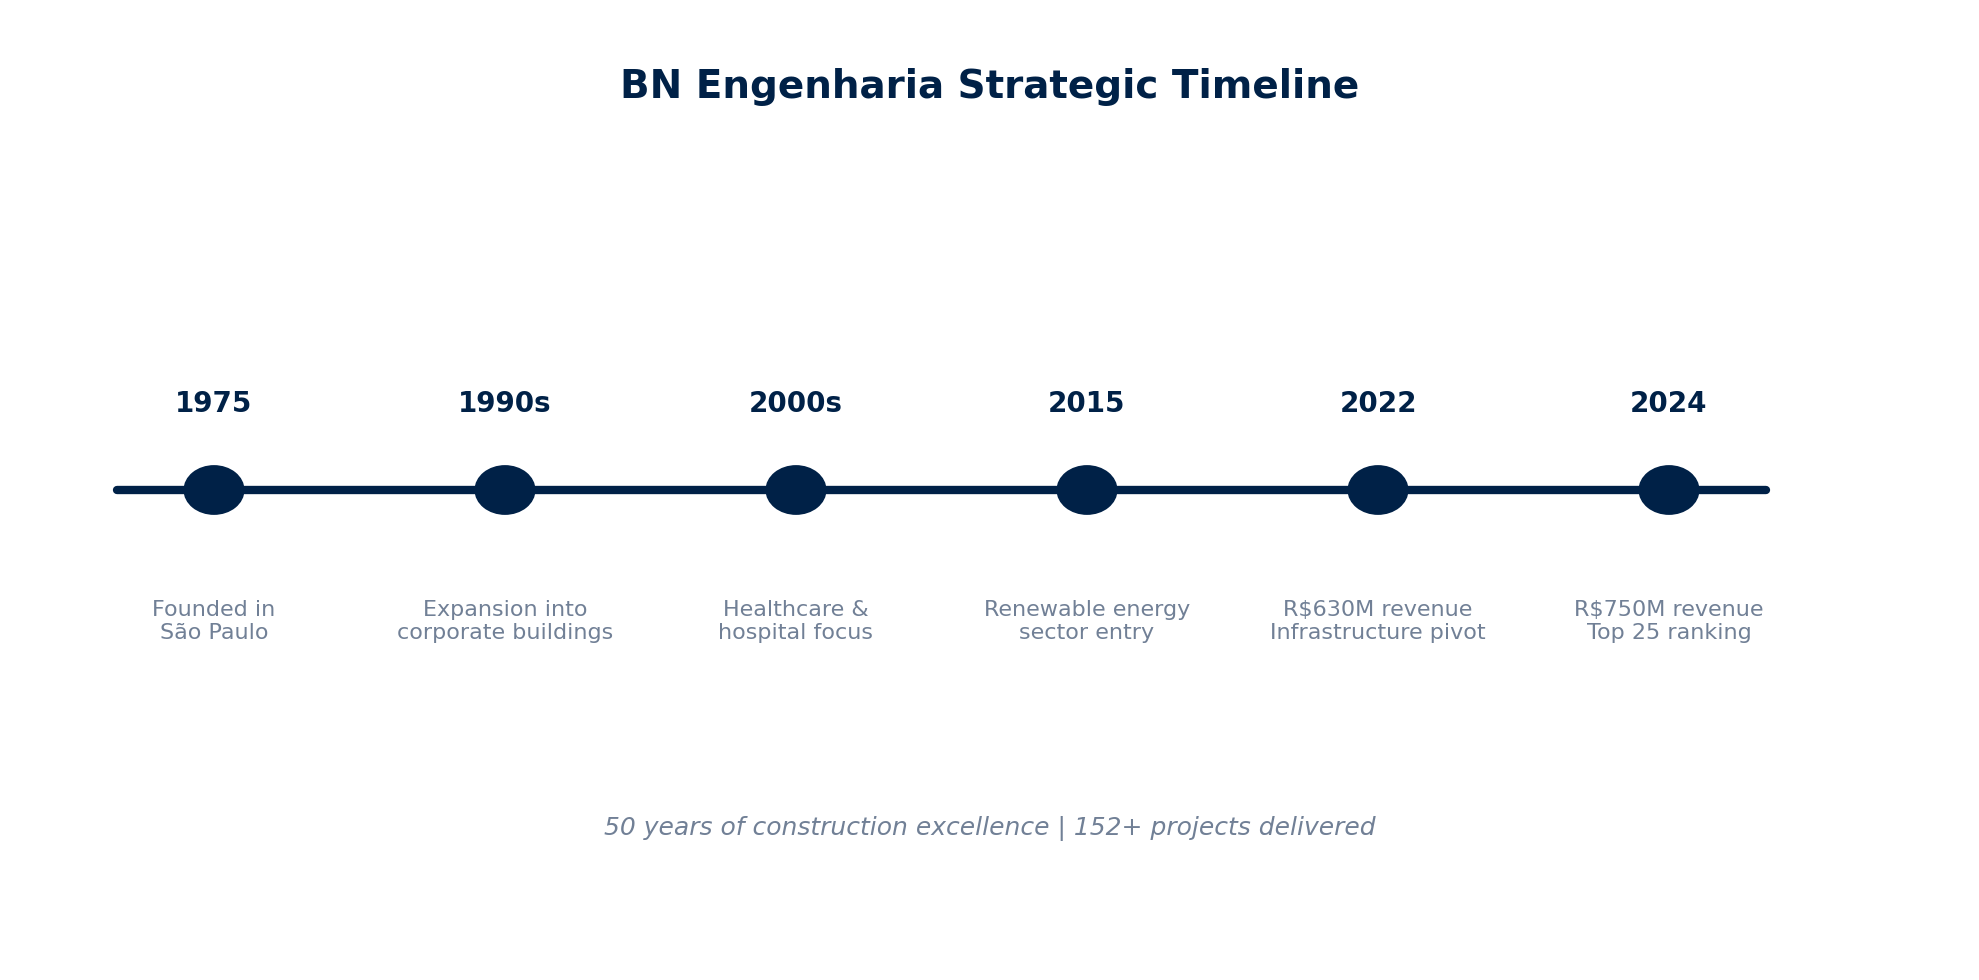 BN Engenharia Strategic Timeline
1975
1990s
2000s
2015
2022
2024
Founded in
São Paulo
Expansion into
corporate buildings
Healthcare &
hospital focus
Renewable energy
sector entry
R$630M revenue
Infrastructure pivot
R$750M revenue
Top 25 ranking
50 years of construction excellence | 152+ projects delivered